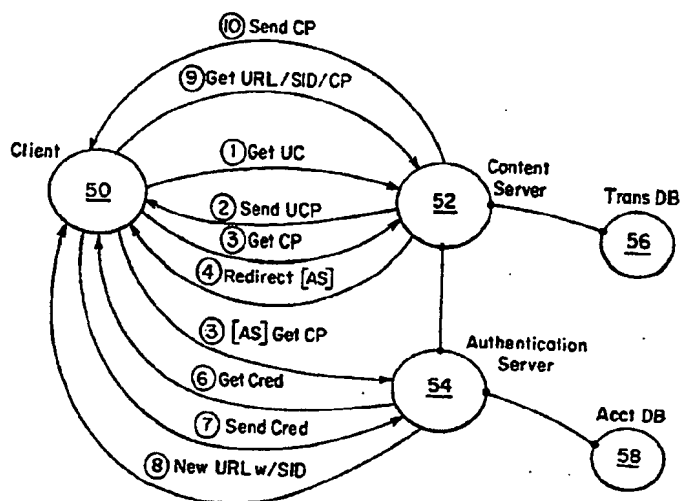 ⑩ Send CP
⑨ Get URL/SID/CP
Client
① Get UC
Content
Server
50
52
Trans DB
② Send UCP
56
③ Get CP
④ Redirect [AS]
③ [AS] Get CP
Authentication
Server
⑥ Get Cred
54
⑦ Send Cred
Acct DB
⑧ New URL w/SID
58